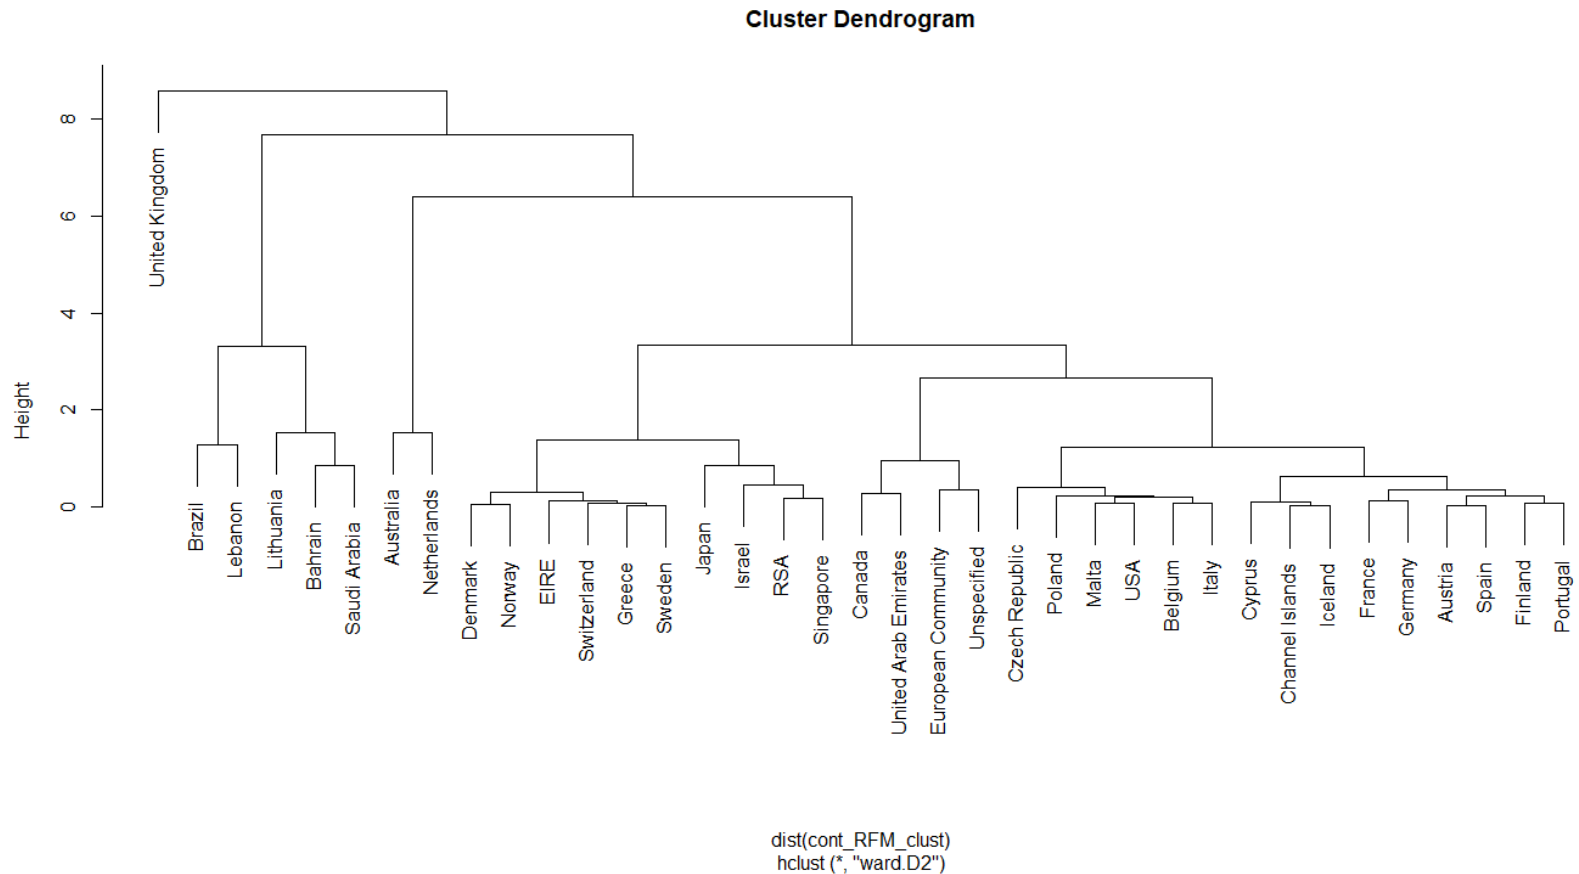 Cluster Dendrogram
Height
8
6
4
2
0
United Kingdom
Brazil
Lebanon
Lithuania
Bahrain
Saudi Arabia
Australia
Netherlands
Denmark
Norway
EIRE
Switzerland
Greece
Sweden
Japan
Israel
RSA
Singapore
Canada
United Arab Emirates
European Community
Unspecified
Czech Republic
Poland
Malta
USA
Belgium
Italy
Cyprus
Channel Islands
Iceland
France
Germany
Austria
Spain
Finland
Portugal
dist(cont_RFM_clust)
hclust (*, "ward.D2")